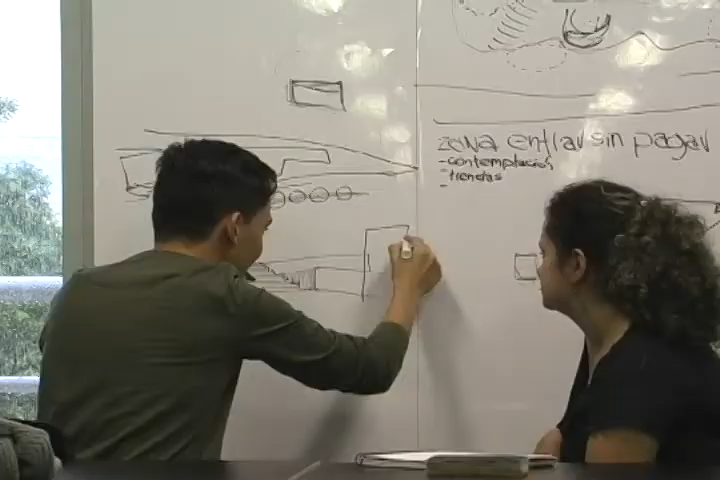 zona entrar sin pagar
- contemplación
- tiendas
-